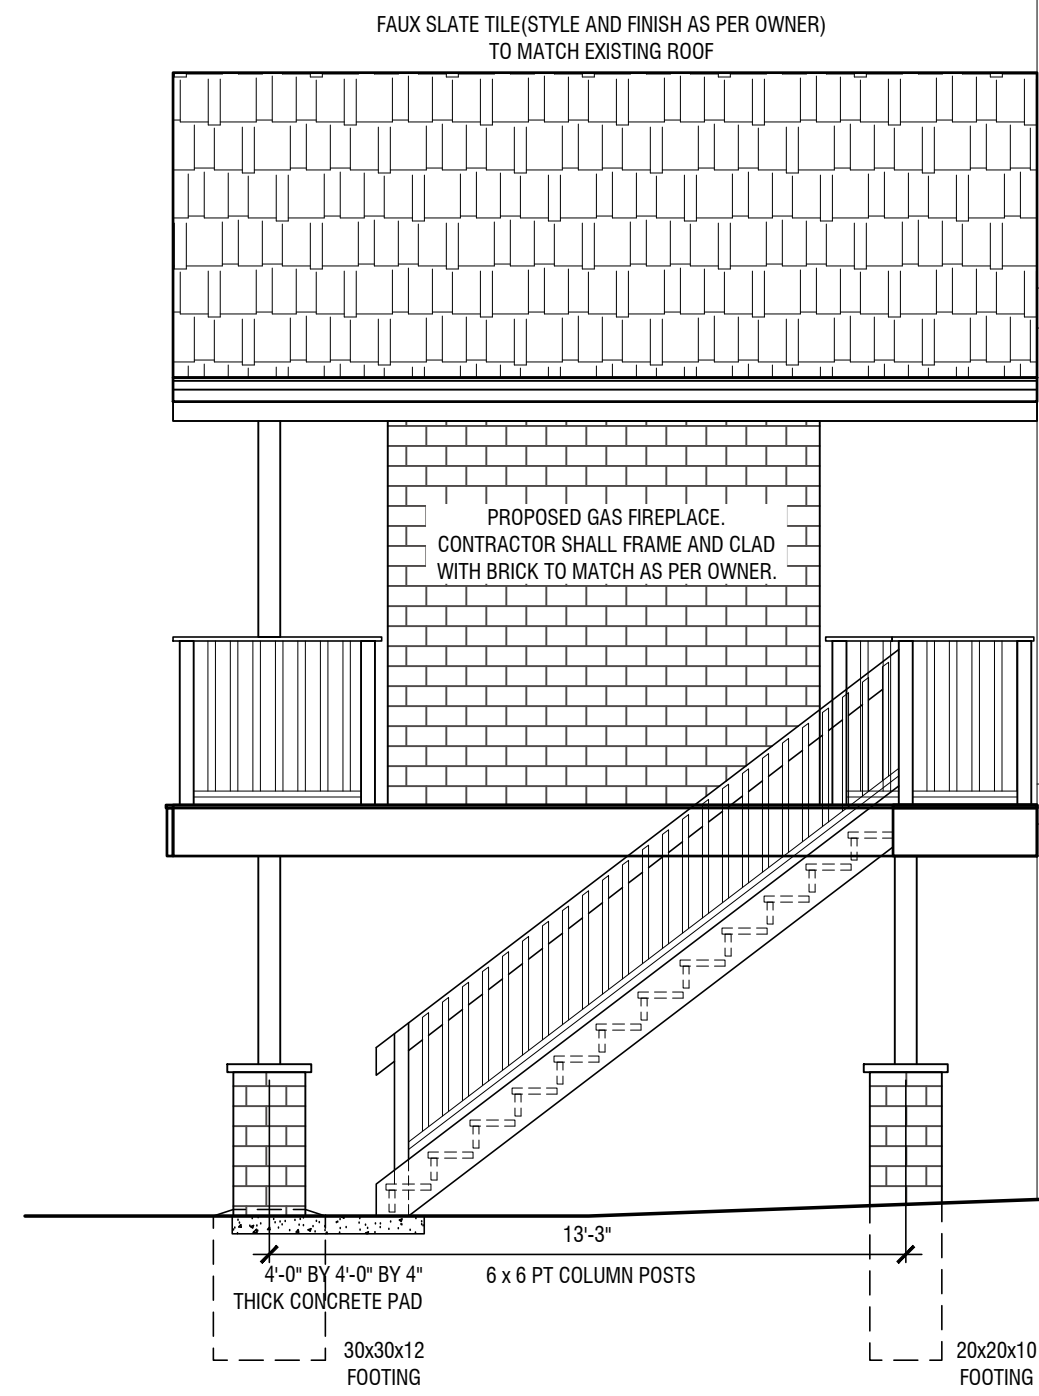 FAUX SLATE TILE(STYLE AND FINISH AS PER OWNER)
TO MATCH EXISTING ROOF
PROPOSED GAS FIREPLACE.
CONTRACTOR SHALL FRAME AND CLAD
WITH BRICK TO MATCH AS PER OWNER.
13'-3"
4'-0" BY 4'-0" BY 4"
THICK CONCRETE PAD
6 x 6 PT COLUMN POSTS
30x30x12
FOOTING
20x20x10
FOOTING